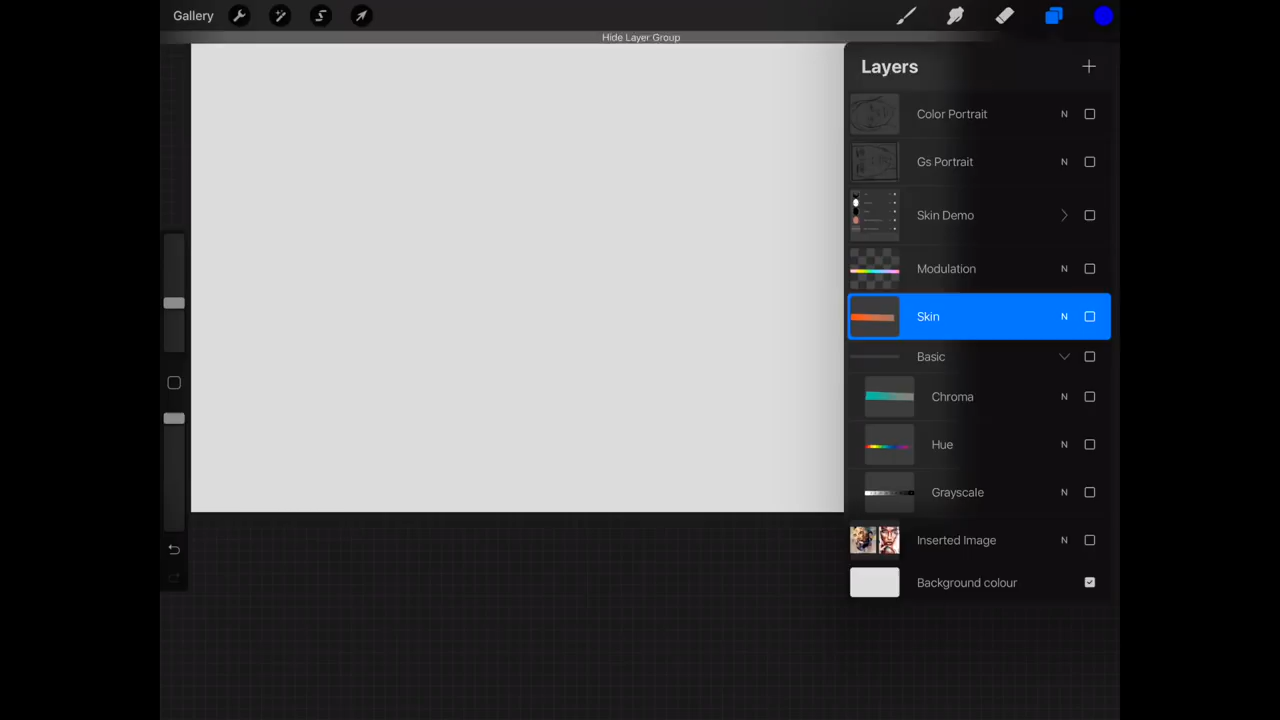 Gallery
Hide Layer Group
Layers
Color Portrait N
Gs Portrait N
Skin Demo
Modulation N
Skin N
Basic
Chroma N
Hue N
Grayscale N
Inserted Image N
Background colour